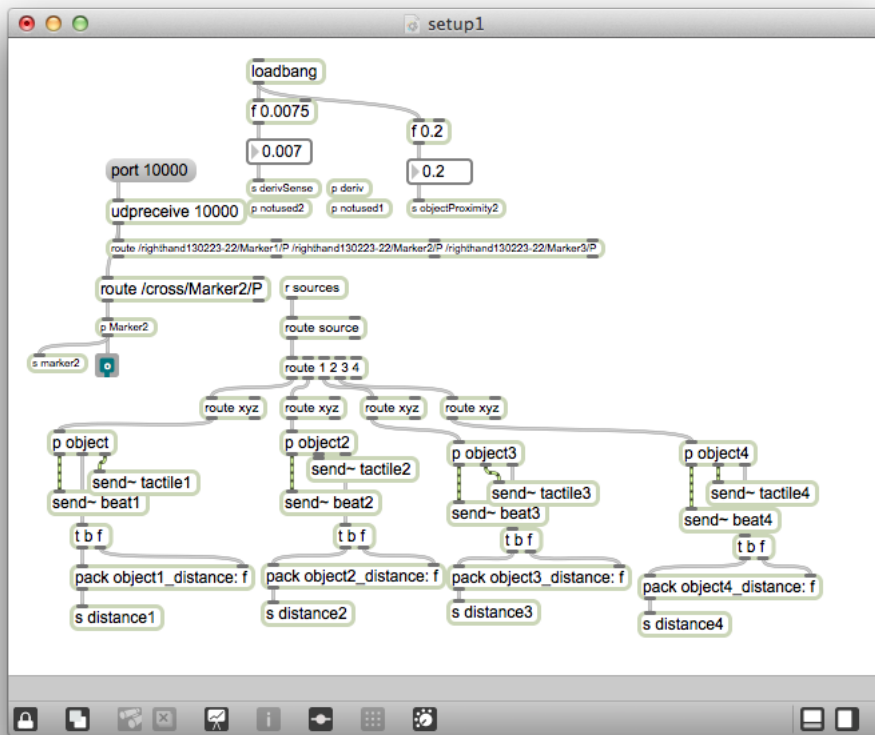 setup1
loadbang
f 0.0075
f 0.2
0.007
0.2
port 10000
s derivSense
p deriv
udpreceive 10000
p notused2
p notused1
s objectProximity2
route /righthand130223-22/Marker1/P /righthand130223-22/Marker2/P /righthand130223-22/Marker3/P
route /cross/Marker2/P
r sources
p Marker2
route source
s marker2
route 1 2 3 4
route xyz
route xyz
route xyz
route xyz
p object
p object2
p object3
p object4
send~ tactile1
send~ tactile2
send~ tactile3
send~ tactile4
send~ beat1
send~ beat2
send~ beat3
send~ beat4
t b f
t b f
t b f
t b f
pack object1_distance: f
pack object2_distance: f
pack object3_distance: f
pack object4_distance: f
s distance1
s distance2
s distance3
s distance4